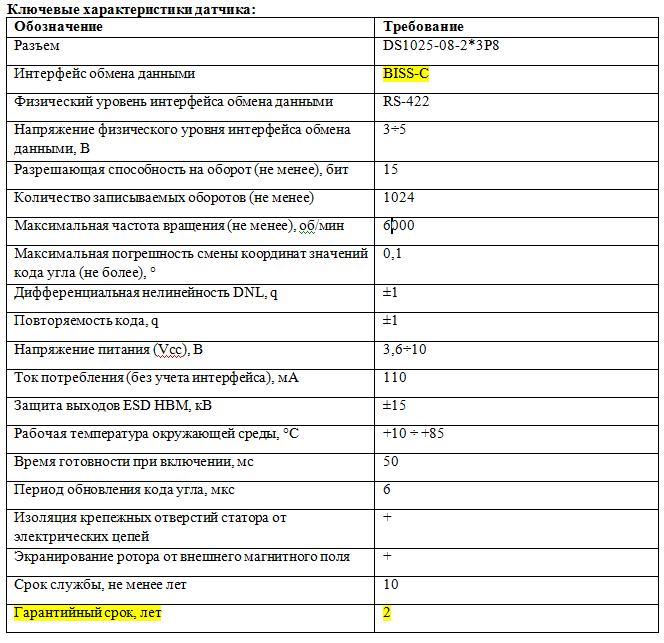 Ключевые характеристики датчика:
Обозначение Требование
Разъем DS1025-08-2*3P8
Интерфейс обмена данными BISS-C
Физический уровень интерфейса обмена данными RS-422
Напряжение физического уровня интерфейса обмена 3÷5
данными, В
Разрешающая способность на оборот (не менее), бит 15
Количество записываемых оборотов (не менее) 1024
Максимальная частота вращения (не менее), об/мин 6000
Максимальная погрешность смены координат значений 0,1
кода угла (не более), °
Дифференциальная нелинейность DNL, q ±1
Повторяемость кода, q ±1
Напряжение питания (Vcc), В 3,6÷10
Ток потребления (без учета интерфейса), мА 110
Защита выходов ESD HBM, кВ ±15
Рабочая температура окружающей среды, °С +10 ÷ +85
Время готовности при включении, мс 50
Период обновления кода угла, мкс 6
Изоляция крепежных отверстий статора от +
электрических цепей
Экранирование ротора от внешнего магнитного поля +
Срок службы, не менее лет 10
Гарантийный срок, лет 2